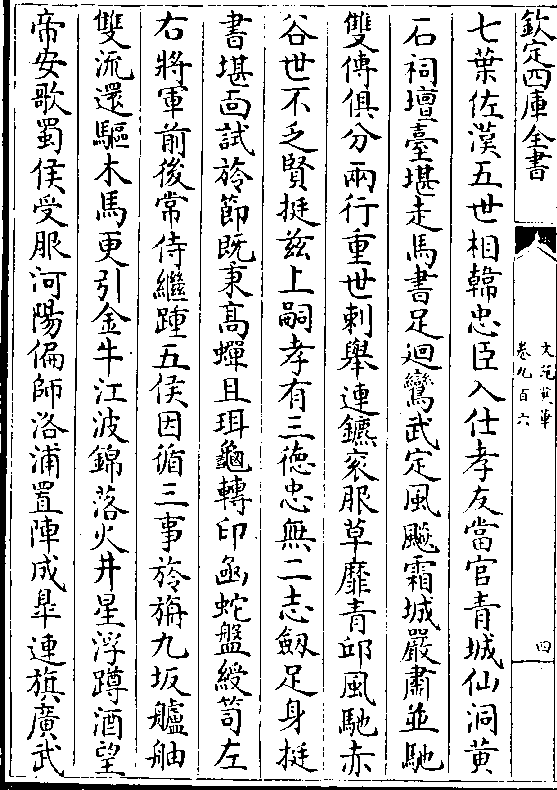 欽定四庫全書
文苑英華
卷九百六
四
七葉佐漢五世相韓忠臣入仕孝友當官青城仙洞黄
石祠壇臺堪走馬書足迴鸞武定風飈霜城嚴肅並馳
雙傳俱分兩行重世刺舉連鑣衮服草靡青邱風馳赤
谷世不乏賢挺兹上嗣孝有三徳忠無二志劔足身挺
書堪面試旍節既秉高蟬且珥龜轉印函蛇盤綬笥左
右將軍前後常侍繼踵五侯因循三事旍旃九坂艫舳
雙流還驅木馬更引金牛江波錦落火井星浮蹲酒望
帝安歌蜀侯受脤河陽偏師洛浦置陣成臯連旗廣武